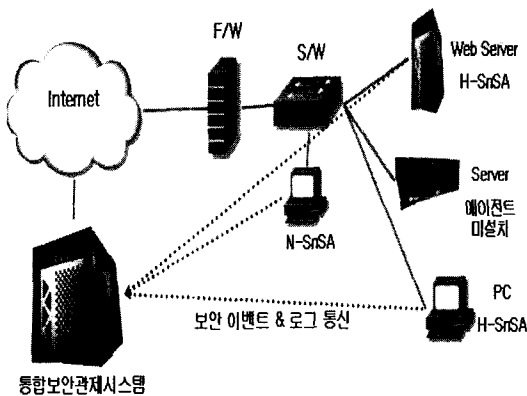 F/W
S/W
Web Server
H-SnSA
Internet
Server
에이전트
미설치
N-SnSA
PC
H-SnSA
보안 이벤트 & 로그 통신
통합보안관제시스템